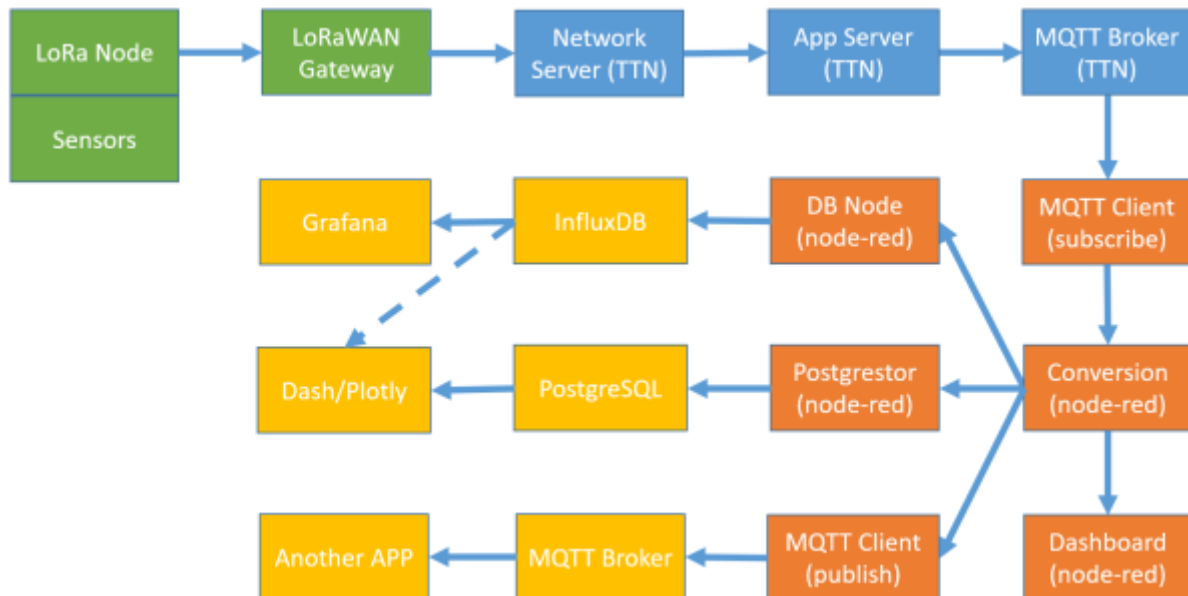 LoRa Node
LoRaWAN
Gateway
Network
Server (TTN)
App Server
(TTN)
MQTT Broker
(TTN)
Sensors
Grafana
InfluxDB
DB Node
(node-red)
MQTT Client
(subscribe)
Dash/Plotly
PostgreSQL
Postgrestor
(node-red)
Conversion
(node-red)
Another APP
MQTT Broker
MQTT Client
(publish)
Dashboard
(node-red)